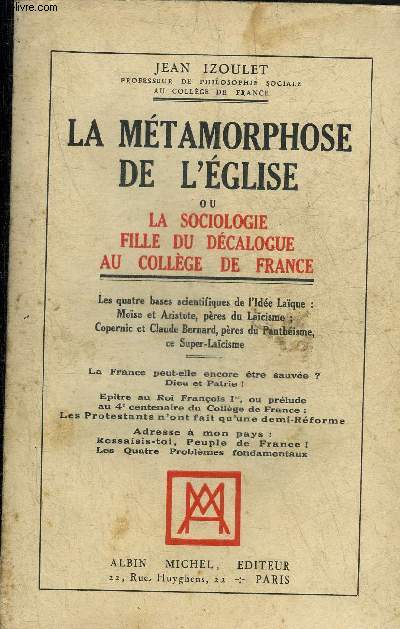 www.le-livre.com
JEAN IZOULET
PROFESSEUR DE PHILOSOPHIE SOCIALE
AU COLLÈGE DE FRANCE
LA MÉTAMORPHOSE
DE L'ÉGLISE
OU
LA SOCIOLOGIE
FILLE DU DÉCALOGUE
AU COLLÈGE DE FRANCE
Les quatre bases scientifiques de l'Idée Laïque :
Moïse et Aristote, pères du Laïcisme ;
Copernic et Claude Bernard, pères du Panthéisme,
ce Super-Laïcisme
La France peut-elle encore être sauvée ?
Dieu et Patrie !
Epître au Roi François Ier, ou prélude
au 4e centenaire du Collège de France :
Les Protestants n'ont fait qu'une demi-Réforme
Adresse à mon pays :
Ressaisis-toi, Peuple de France !
Les Quatre Problèmes fondamentaux
AM
ALBIN MICHEL, EDITEUR
22, Rue Huyghens, 22 ÷ PARIS